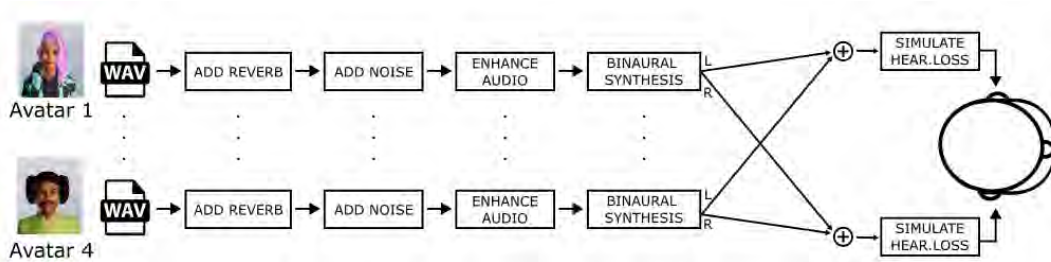 WAV
ADD REVERB
ADD NOISE
ENHANCE
AUDIO
BINAURAL
SYNTHESIS
L
R
SIMULATE
HEAR.LOSS
Avatar 1
WAV
ADD REVERB
ADD NOISE
ENHANCE
AUDIO
BINAURAL
SYNTHESIS
L
R
SIMULATE
HEAR.LOSS
Avatar 4